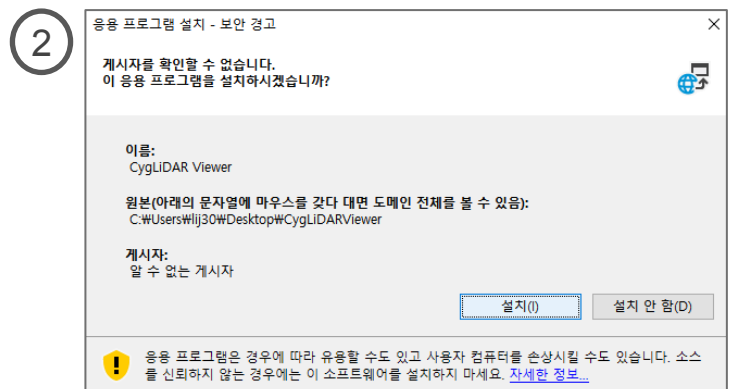 2
응용 프로그램 설치 - 보안 경고
게시자를 확인할 수 없습니다.
이 응용 프로그램을 설치하시겠습니까?
이름:
CygLiDAR Viewer
원본(아래의 문자열에 마우스를 갖다 대면 도메인 전체를 볼 수 있음):
C:₩Users₩lij30₩Desktop₩CygLiDARViewer
게시자:
알 수 없는 게시자
설치(I)
설치 안 함(D)
응용 프로그램은 경우에 따라 유용할 수도 있고 사용자 컴퓨터를 손상시킬 수도 있습니다. 소스
를 신뢰하지 않는 경우에는 이 소프트웨어를 설치하지 마세요. 자세한 정보...